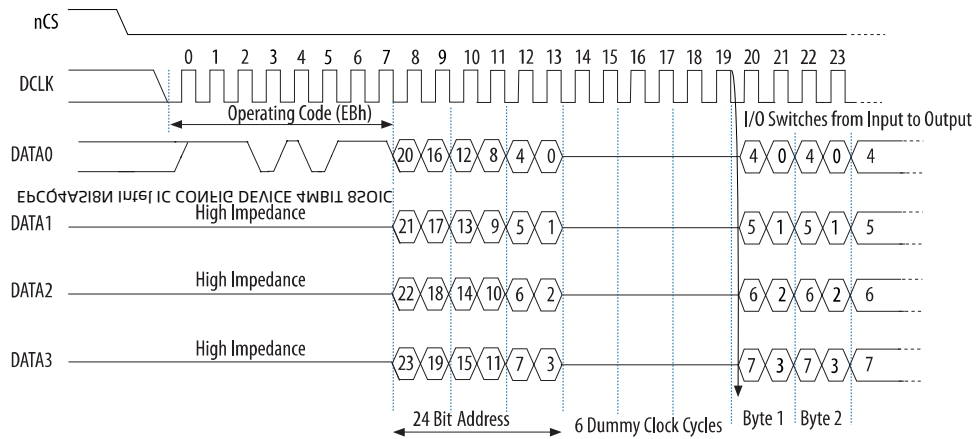 nCS
0 1 2 3 4 5 6 7 8 9 10 11 12 13 14 15 16 17 18 19 20 21 22 23
DCLK
Operating Code (EBh)
I/O Switches from Input to Output
DATA0 20 16 12 8 4 0 4 0 4 0 4
EPCQ4ASI8N Intel IC CONFIG DEVICE 4MBIT 8SOIC
High Impedance
DATA1 21 17 13 9 5 1 5 1 5 1 5
High Impedance
DATA2 22 18 14 10 6 2 6 2 6 2 6
High Impedance
DATA3 23 19 15 11 7 3 7 3 7 3 7
24 Bit Address 6 Dummy Clock Cycles Byte 1 Byte 2